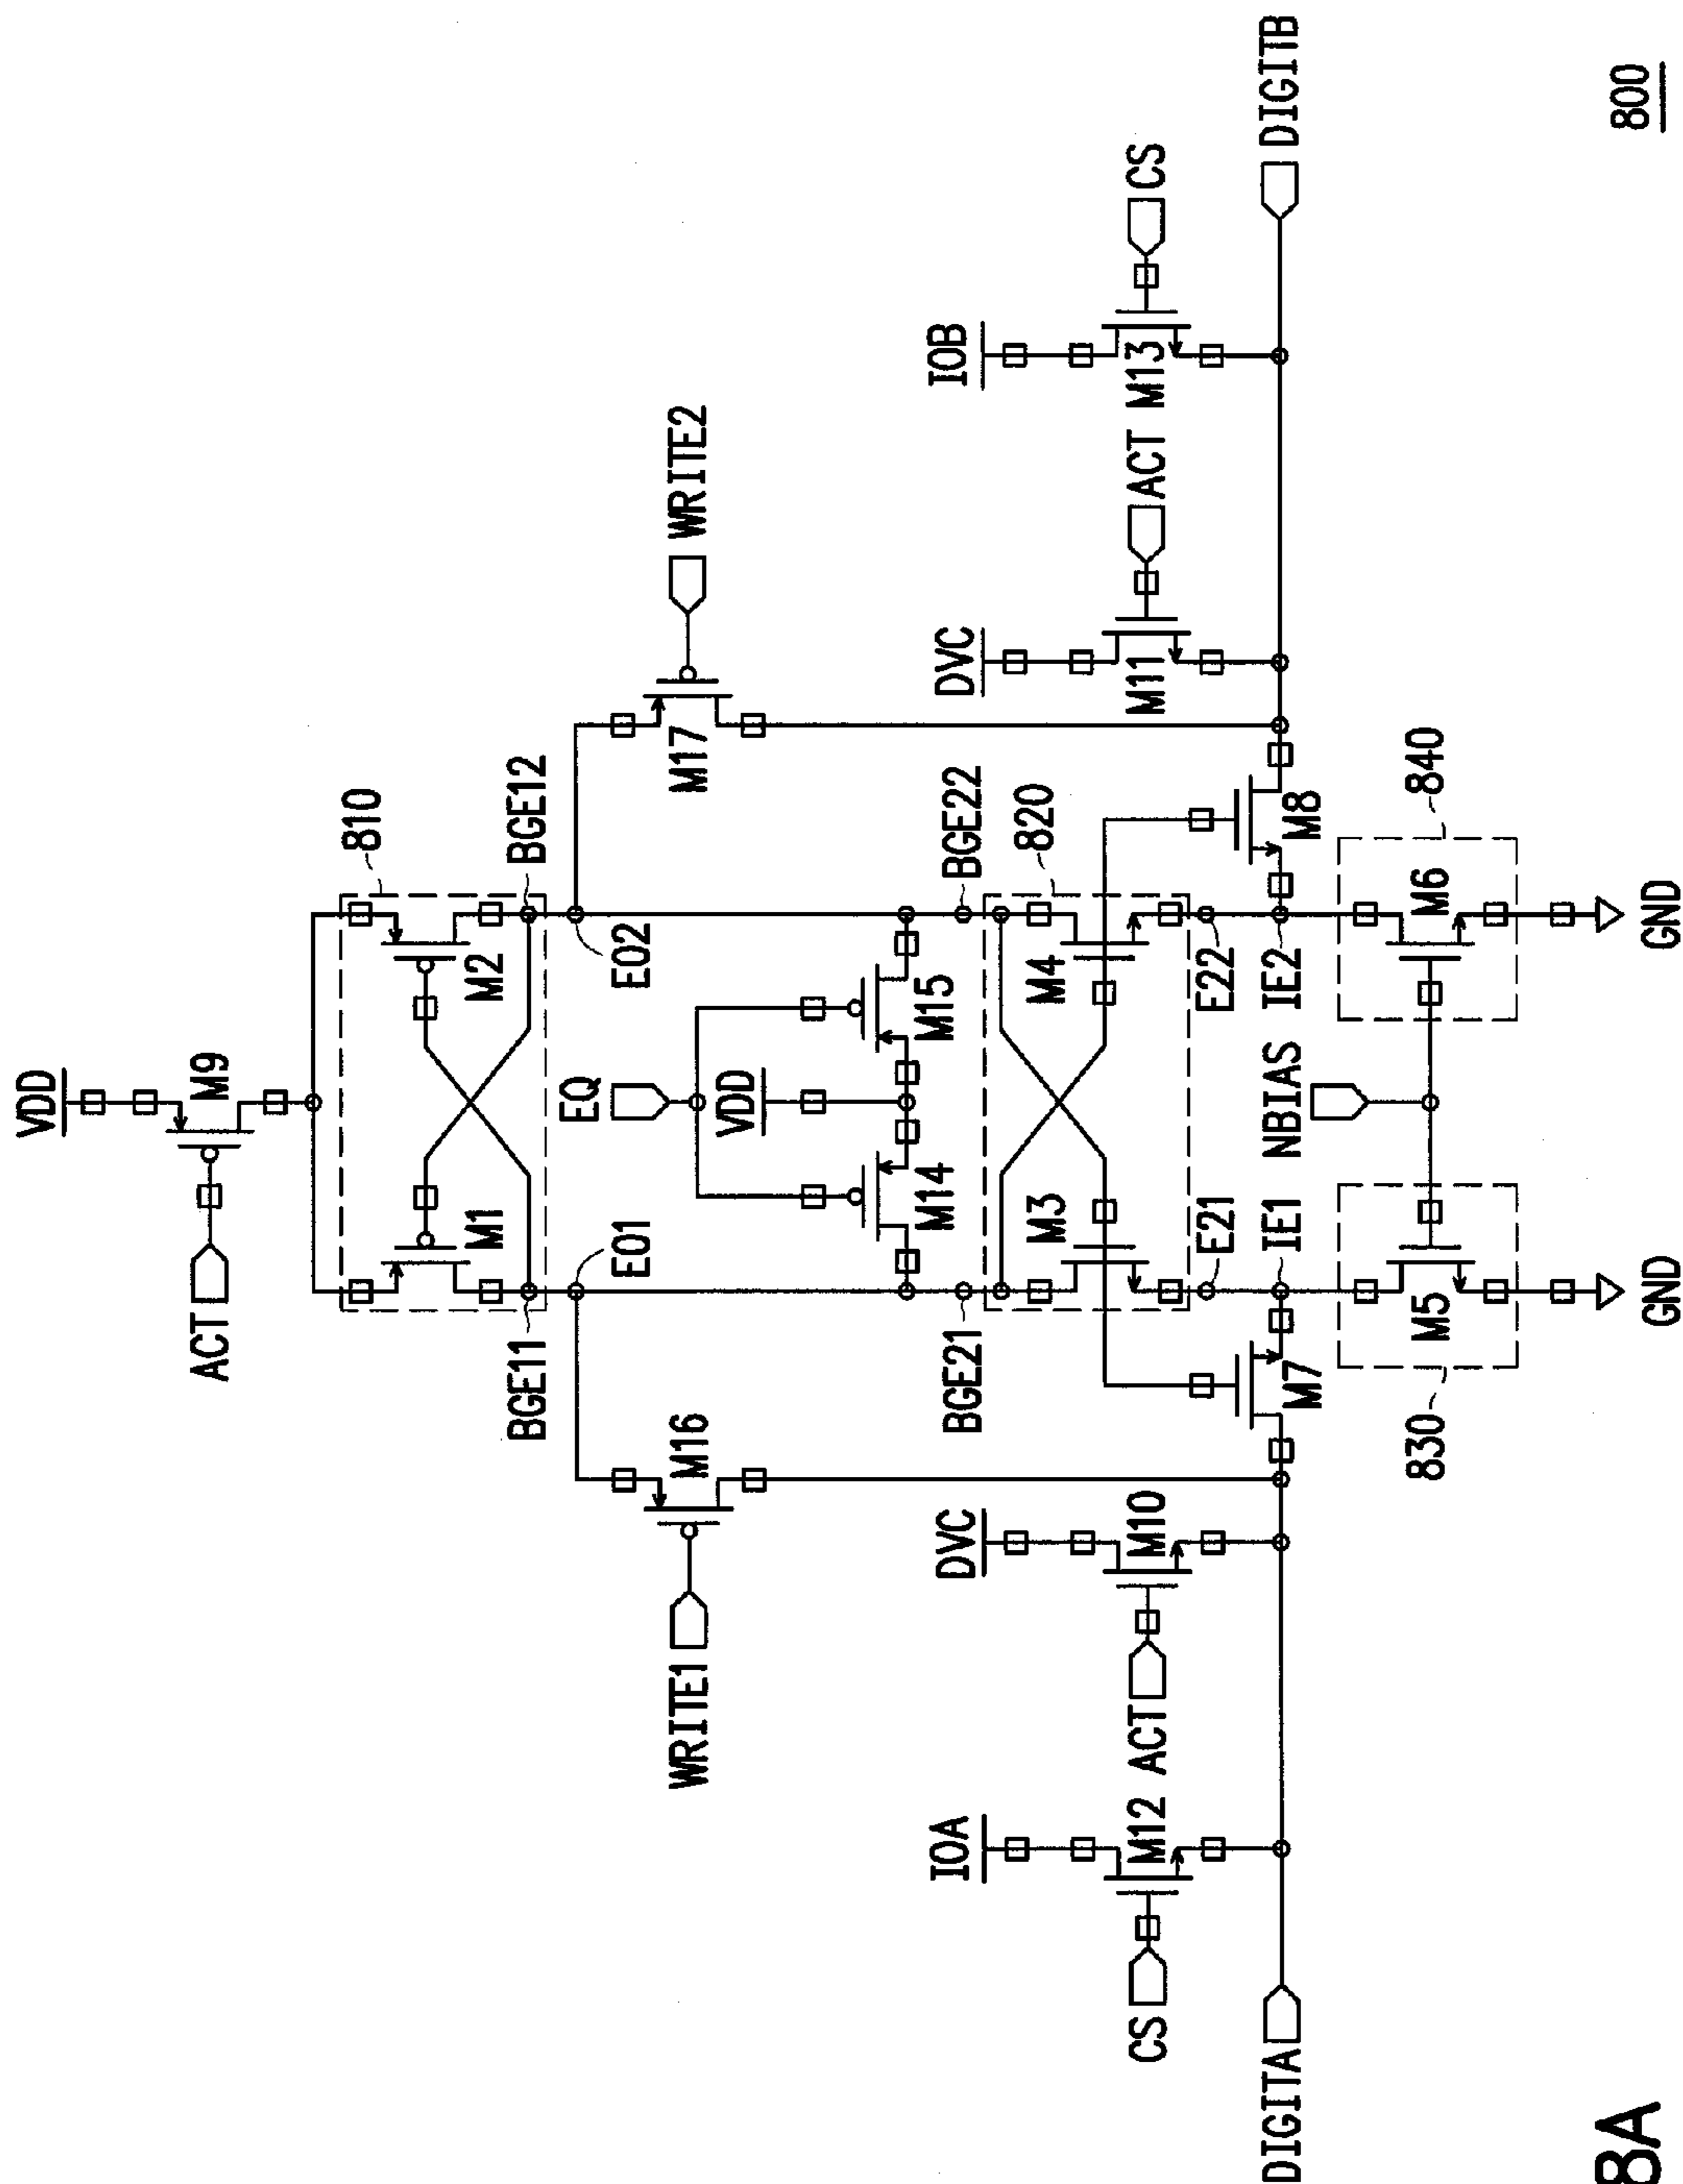 VDD
M9
ACT
810
M1
M2
BGE11
BGE12
EO1
EO2
WRITE1
M16
M17
WRITE2
EQ
VDD
M14
M15
BGE21
BGE22
820
M3
M4
IOA
DVC
DVC
IOB
CS
M12
ACT
M10
M11
ACT
M13
CS
E21
E22
DIGITA
M7
IE1
NBIAS
IE2
M8
DIGITB
830
M5
M6
840
GND
GND
8A
800